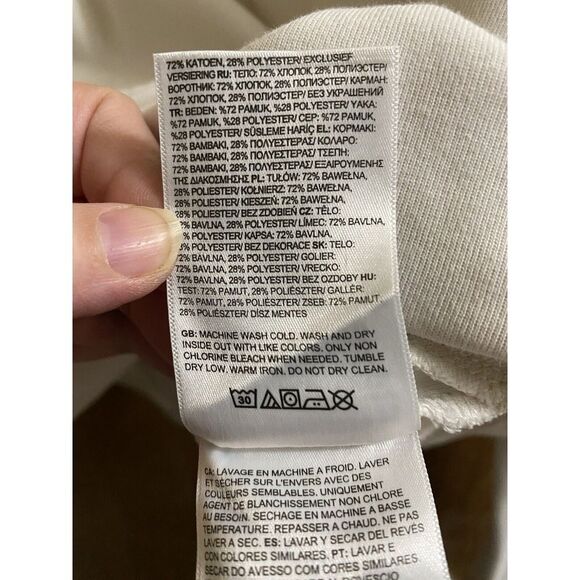 72% KATOEN, 28% POLYESTER/ EXCLUSIEF
VERSIERING RU: ТЕЛО: 72% ХЛОПОК, 28% ПОЛИЭСТЕР/
ВОРОТНИК 72% ХЛОПОК, 28% ПОЛИЭСТЕР/ КАРМАН:
72% ХЛОПОК, 28% ПОЛИЭСТЕР/ БЕЗ УКРАШЕНИЙ
TR: BEDEN: %72 PAMUK, %28 POLYESTER/ YAKA:
%72 PAMUK, %28 POLYESTER/ CEP: %72 PAMUK,
%28 POLYESTER/ SÜSLEME HARİÇ EL: ΚΟΡΜΑΚΙ:
72% ΒΑΜΒΑΚΙ, 28% ΠΟΛΥΕΣΤΕΡΑΣ/ ΚΟΛΑΡΟ:
72% ΒΑΜΒΑΚΙ, 28% ΠΟΛΥΕΣΤΕΡΑΣ/ ΤΣΕΠΗ:
72% ΒΑΜΒΑΚΙ, 28% ΠΟΛΥΕΣΤΕΡΑΣ/ ΕΞΑΙΡΟΥΜΕΝΗΣ
ΤΗΣ ΔΙΑΚΟΣΜΗΣΗΣ PL: TUŁÓW: 72% BAWEŁNA,
28% POLIESTER/ KOŁNIERZ: 72% BAWEŁNA,
28% POLIESTER/ KIESZEŃ: 72% BAWEŁNA,
28% POLIESTER/ BEZ ZDOBIEŃ CZ: TĚLO:
BAVLNA, 28% POLYESTER/ LÍMEC: 72% BAVLNA,
% POLYESTER/ KAPSA: 72% BAVLNA,
POLYESTER/ BEZ DEKORACE SK: TELO:
BAVLNA, 28% POLYESTER/ GOLIER:
% BAVLNA, 28% POLYESTER/ VRECKO:
% BAVLNA, 28% POLYESTER/ BEZ OZDOBY HU:
TEST: 72% PAMUT, 28% POLIÉSZTER/ GALLÉR:
72% PAMUT, 28% POLIÉSZTER/ ZSEB: 72% PAMUT,
28% POLIÉSZTER/ DÍSZ MENTES
GB: MACHINE WASH COLD. WASH AND DRY
INSIDE OUT WITH LIKE COLORS. ONLY NON
CHLORINE BLEACH WHEN NEEDED. TUMBLE
DRY LOW. WARM IRON. DO NOT DRY CLEAN.
30
CA: LAVAGE EN MACHINE A FROID. LAVER
ET SÉCHER SUR L'ENVERS AVEC DES
COULEURS SEMBLABLES. UNIQUEMENT
AGENT DE BLANCHIMENT NON CHLORE
AU BESOIN. SECHAGE EN MACHINE A BASSE
TEMPERATURE. REPASSER A CHAUD. NE PAS
LAVER A SEC. ES: LAVAR Y SECAR DEL REVÉS
CON COLORES SIMILARES. PT: LAVAR E
SECAR DO AVESSO COM CORES SIMILARES